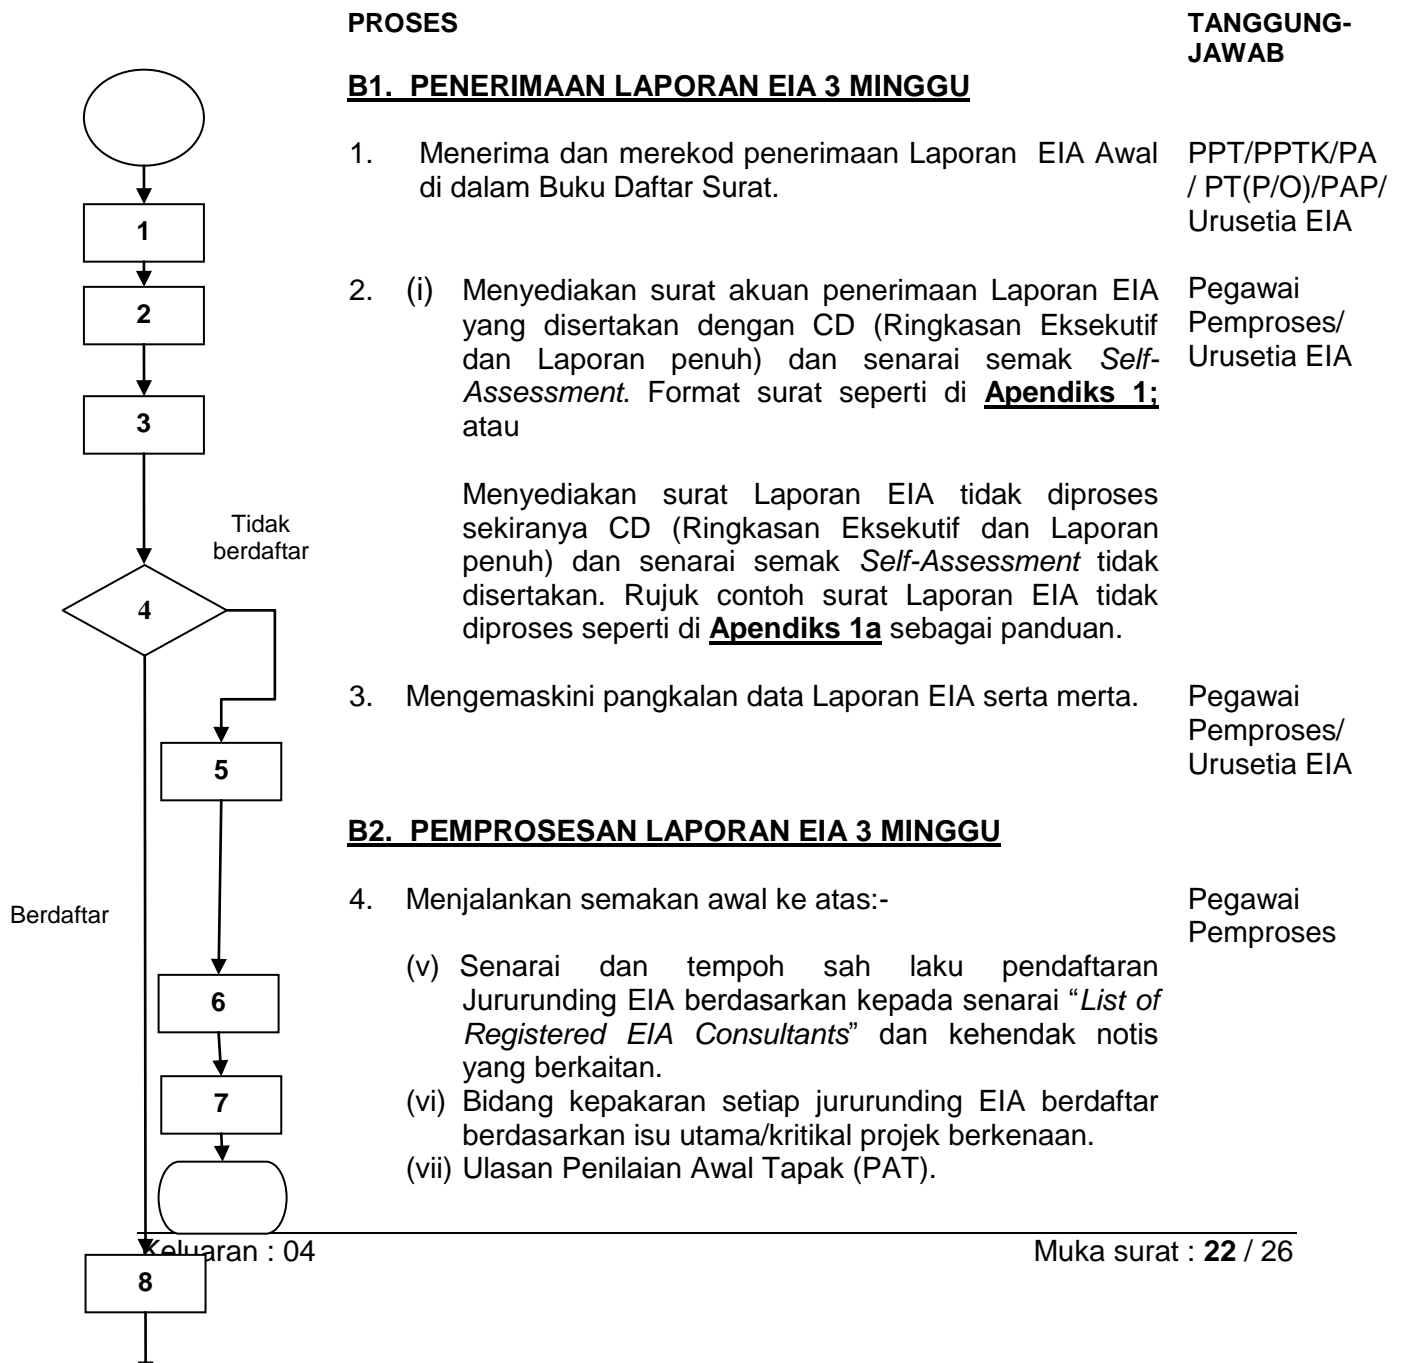 PROSES
TANGGUNG-
JAWAB
B1. PENERIMAAN LAPORAN EIA 3 MINGGU
1. Menerima dan merekod penerimaan Laporan EIA Awal
di dalam Buku Daftar Surat.
PPT/PPTK/PA
/ PT(P/O)/PAP/
Urusetia EIA
1
2. (i) Menyediakan surat akuan penerimaan Laporan EIA
yang disertakan dengan CD (Ringkasan Eksekutif
dan Laporan penuh) dan senarai semak Self-
Assessment. Format surat seperti di Apendiks 1;
atau
Pegawai
Pemproses/
Urusetia EIA
2
3
Menyediakan surat Laporan EIA tidak diproses
sekiranya CD (Ringkasan Eksekutif dan Laporan
penuh) dan senarai semak Self-Assessment tidak
disertakan. Rujuk contoh surat Laporan EIA tidak
diproses seperti di Apendiks 1a sebagai panduan.
Tidak
berdaftar
4
3. Mengemaskini pangkalan data Laporan EIA serta merta.
Pegawai
Pemproses/
Urusetia EIA
5
B2. PEMPROSESAN LAPORAN EIA 3 MINGGU
Berdaftar
4. Menjalankan semakan awal ke atas:-
Pegawai
Pemproses
(v) Senarai dan tempoh sah laku pendaftaran
Jururunding EIA berdasarkan kepada senarai “List of
Registered EIA Consultants” dan kehendak notis
yang berkaitan.
(vi) Bidang kepakaran setiap jururunding EIA berdaftar
berdasarkan isu utama/kritikal projek berkenaan.
(vii) Ulasan Penilaian Awal Tapak (PAT).
6
7
Keluaran : 04
Muka surat : 22 / 26
8